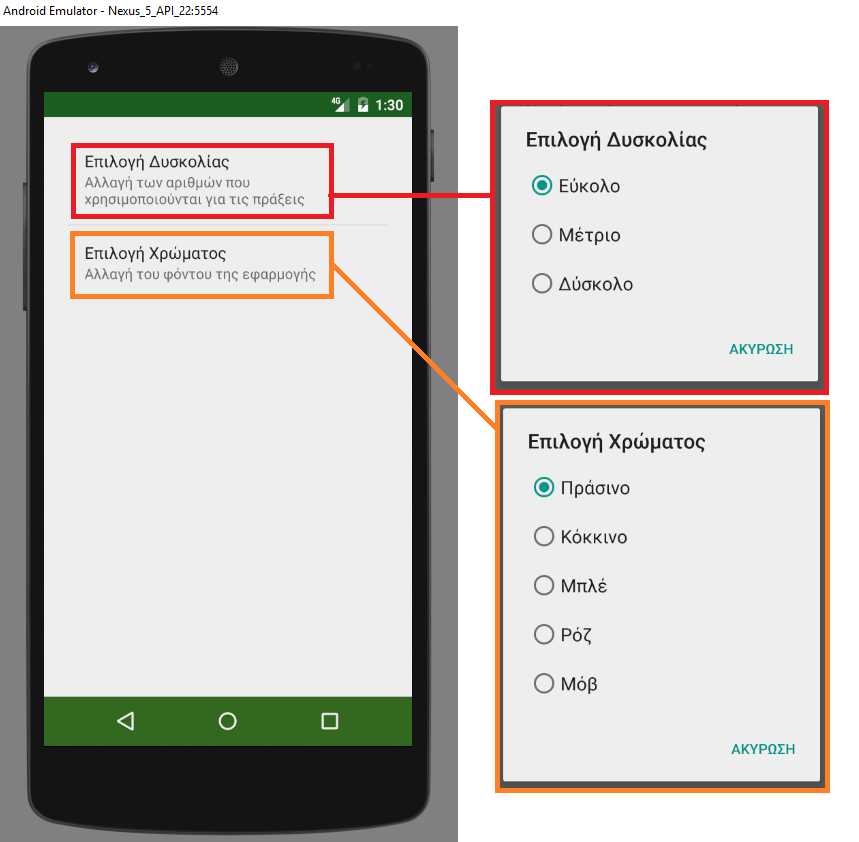 Android Emulator - Nexus_5_API_22:5554
4G 1:30
Επιλογή Δυσκολίας
Αλλαγή των αριθμών που
χρησιμοποιούνται για τις πράξεις
Επιλογή Χρώματος
Αλλαγή του φόντου της εφαρμογής
Επιλογή Δυσκολίας
Εύκολο
Μέτριο
Δύσκολο
ΑΚΥΡΩΣΗ
Επιλογή Χρώματος
Πράσινο
Κόκκινο
Μπλέ
Ρόζ
Μόβ
ΑΚΥΡΩΣΗ